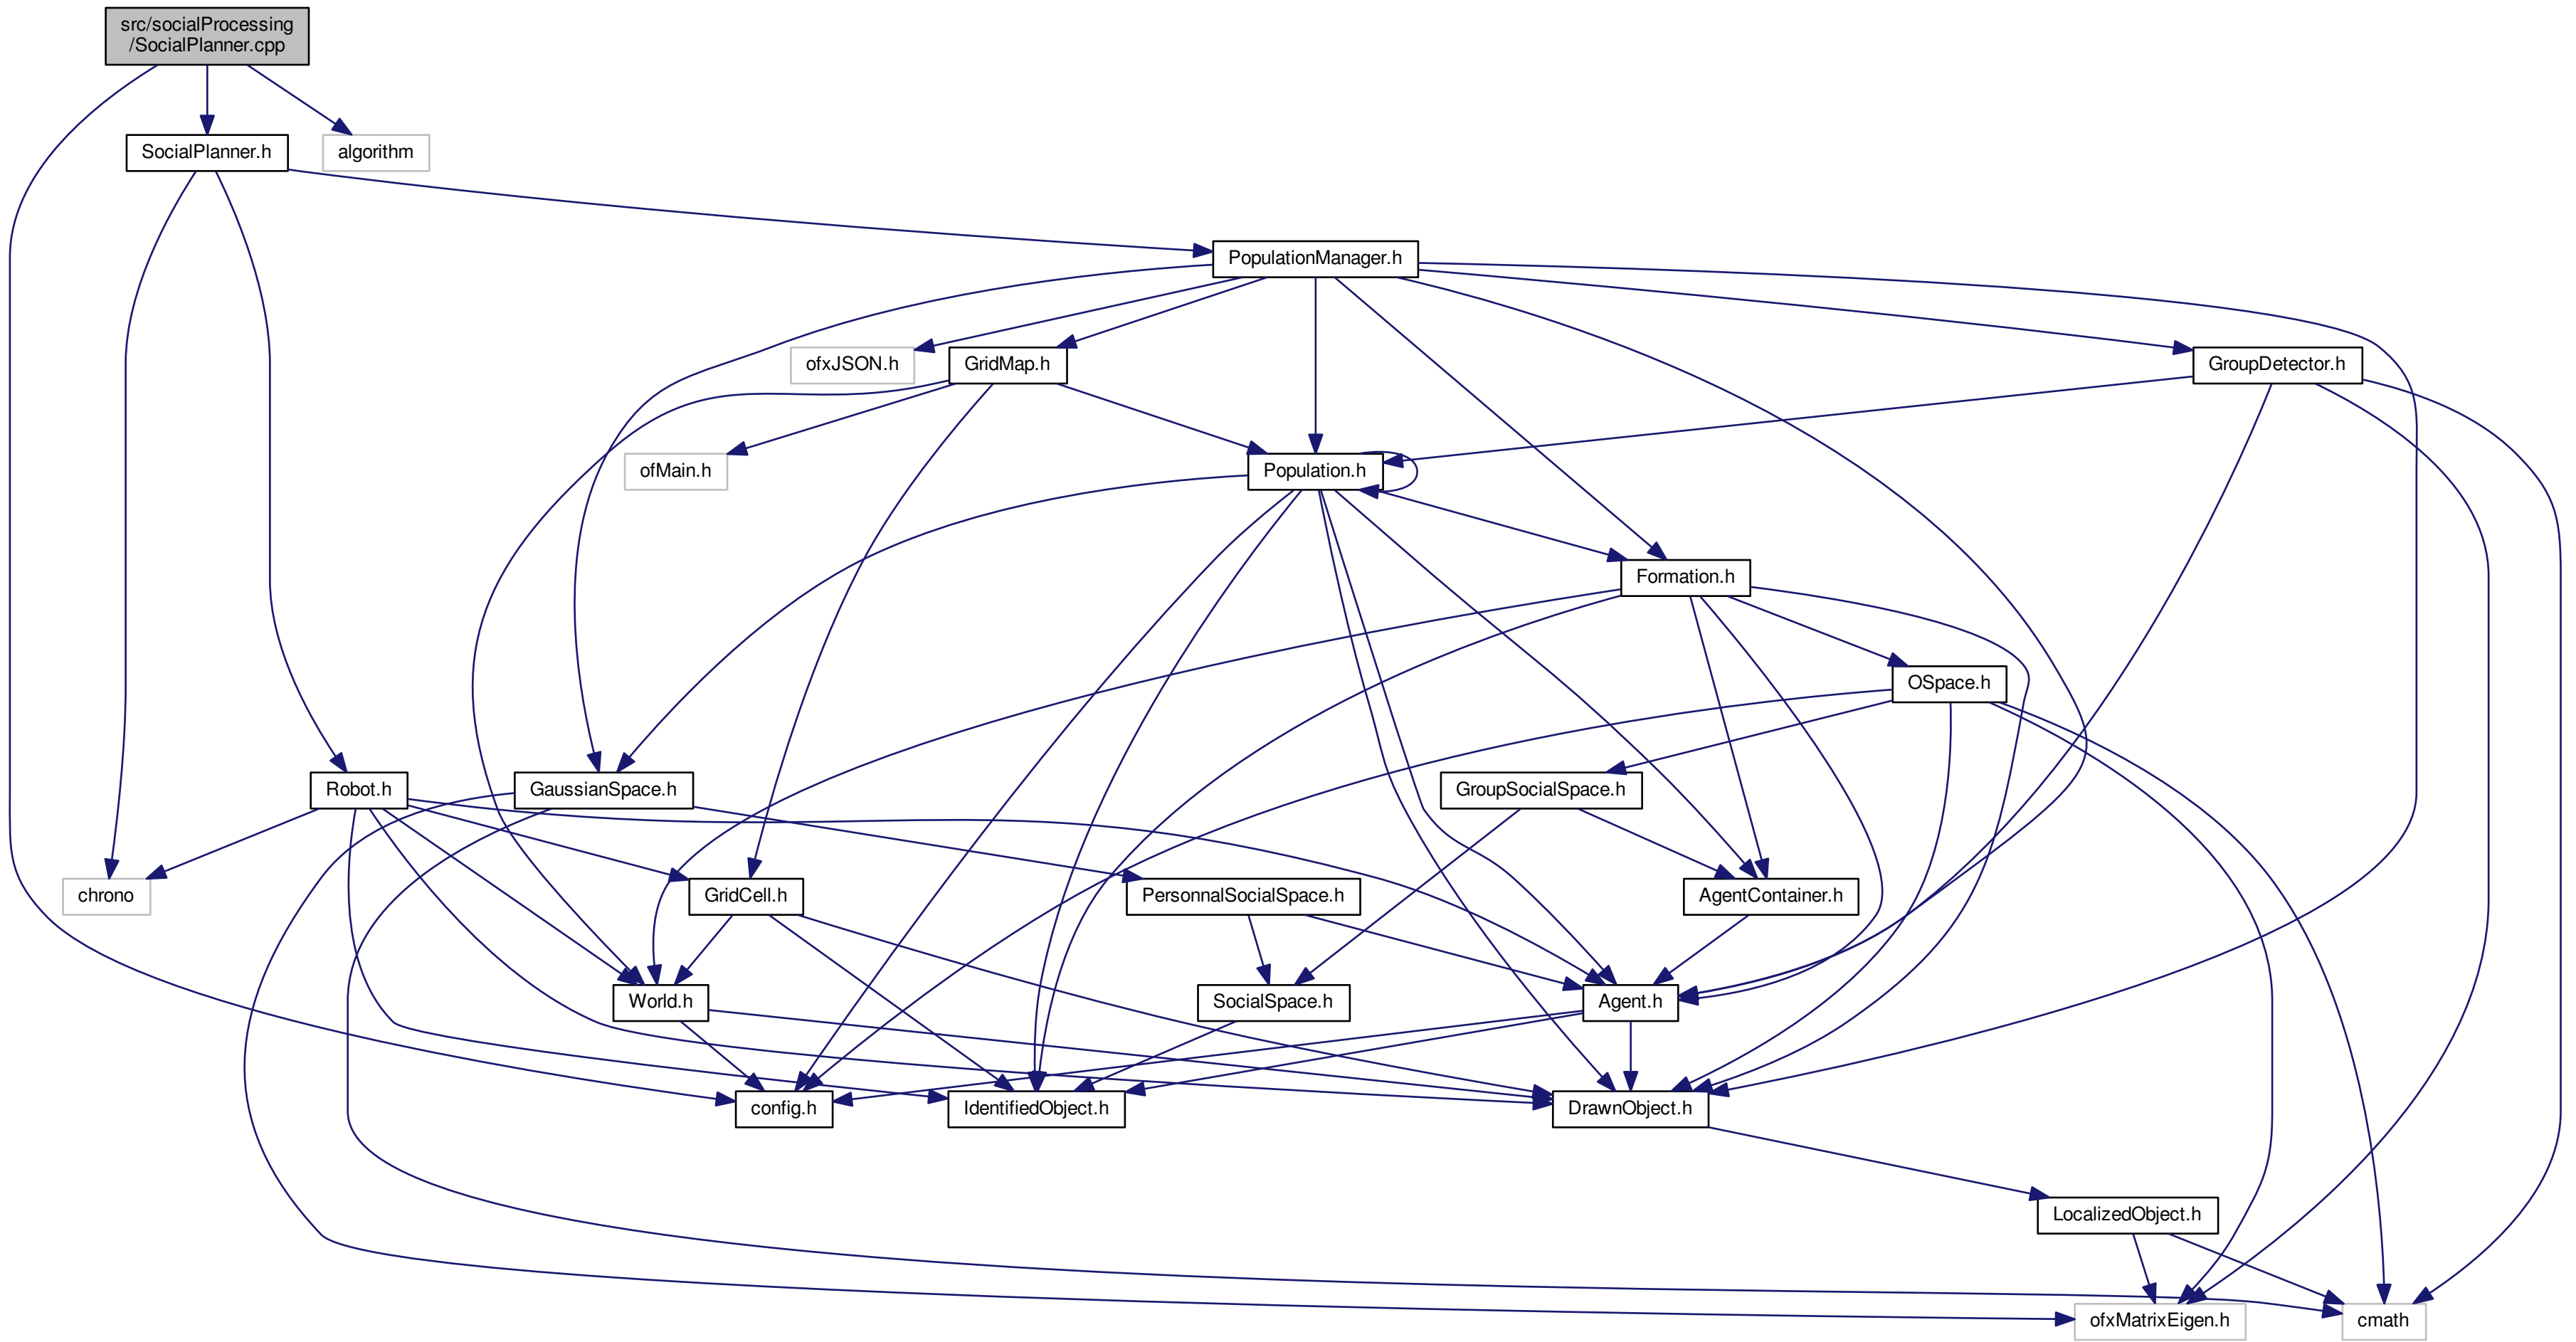 src/socialProcessing
/SocialPlanner.cpp
SocialPlanner.h
algorithm
PopulationManager.h
ofxJSON.h
GridMap.h
GroupDetector.h
ofMain.h
Population.h
Formation.h
OSpace.h
Robot.h
GaussianSpace.h
GroupSocialSpace.h
chrono
GridCell.h
PersonnalSocialSpace.h
AgentContainer.h
World.h
SocialSpace.h
Agent.h
config.h
IdentifiedObject.h
DrawnObject.h
LocalizedObject.h
ofxMatrixEigen.h
cmath